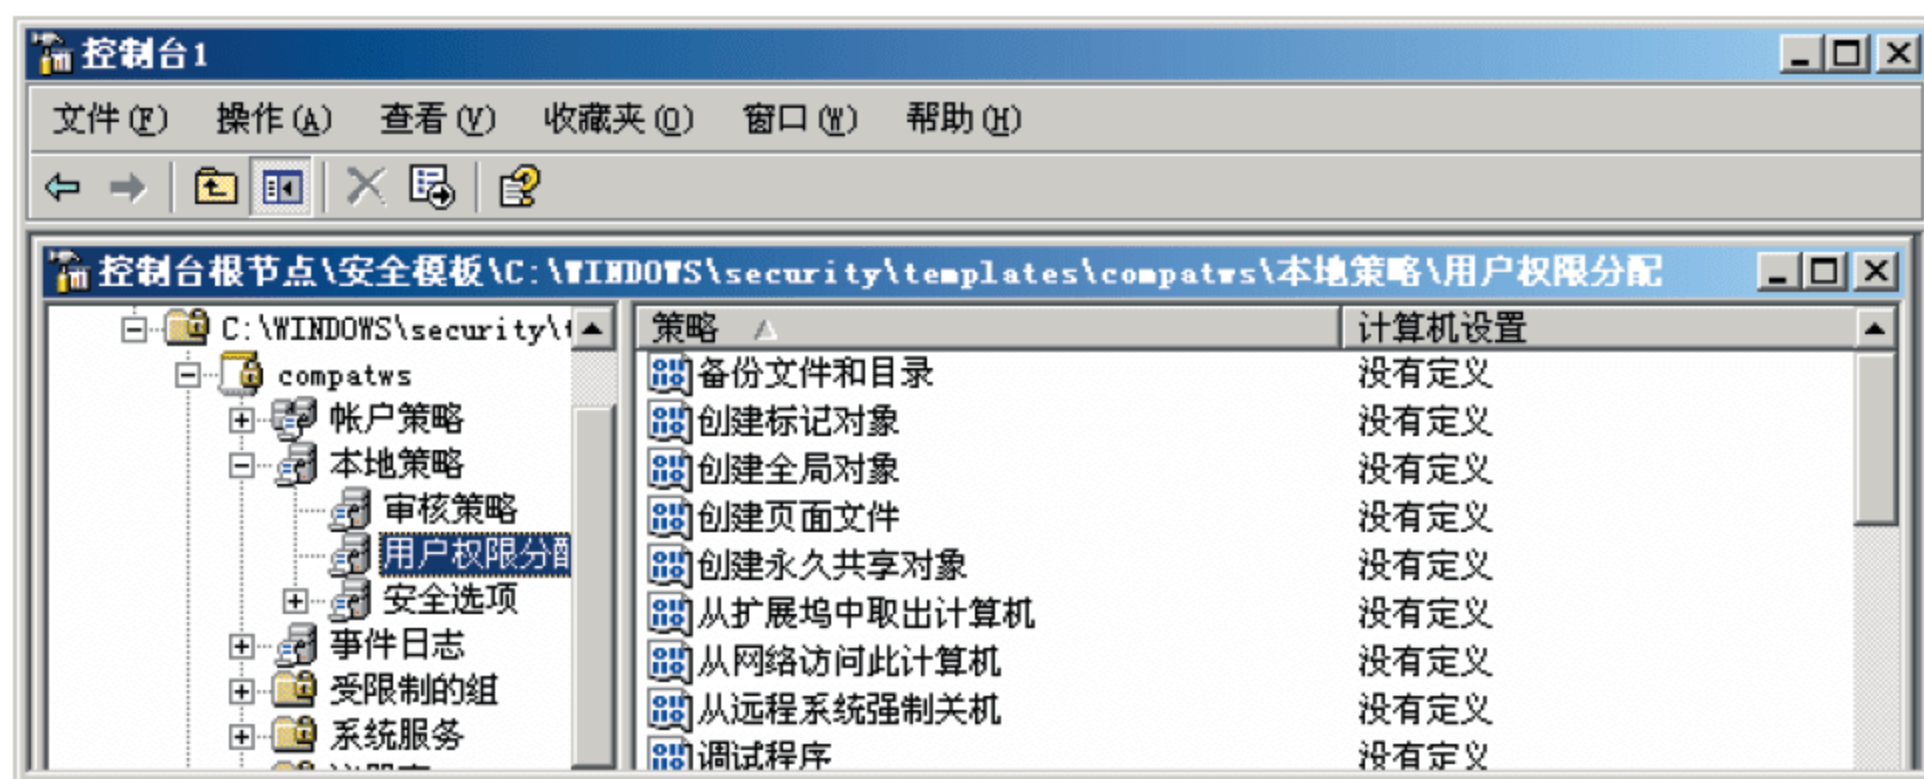 控制台1
文件(F) 操作(A) 查看(V) 收藏夹(O) 窗口(W) 帮助(H)
控制台根节点\安全模板\C:\WINDOWS\security\templates\compatws\本地策略\用户权限分配
C:\WINDOWS\security\t
compatws
帐户策略
本地策略
审核策略
用户权限分配
安全选项
事件日志
受限制的组
系统服务
策略 计算机设置
备份文件和目录 没有定义
创建标记对象 没有定义
创建全局对象 没有定义
创建页面文件 没有定义
创建永久共享对象 没有定义
从扩展坞中取出计算机 没有定义
从网络访问此计算机 没有定义
从远程系统强制关机 没有定义
调试程序 没有定义